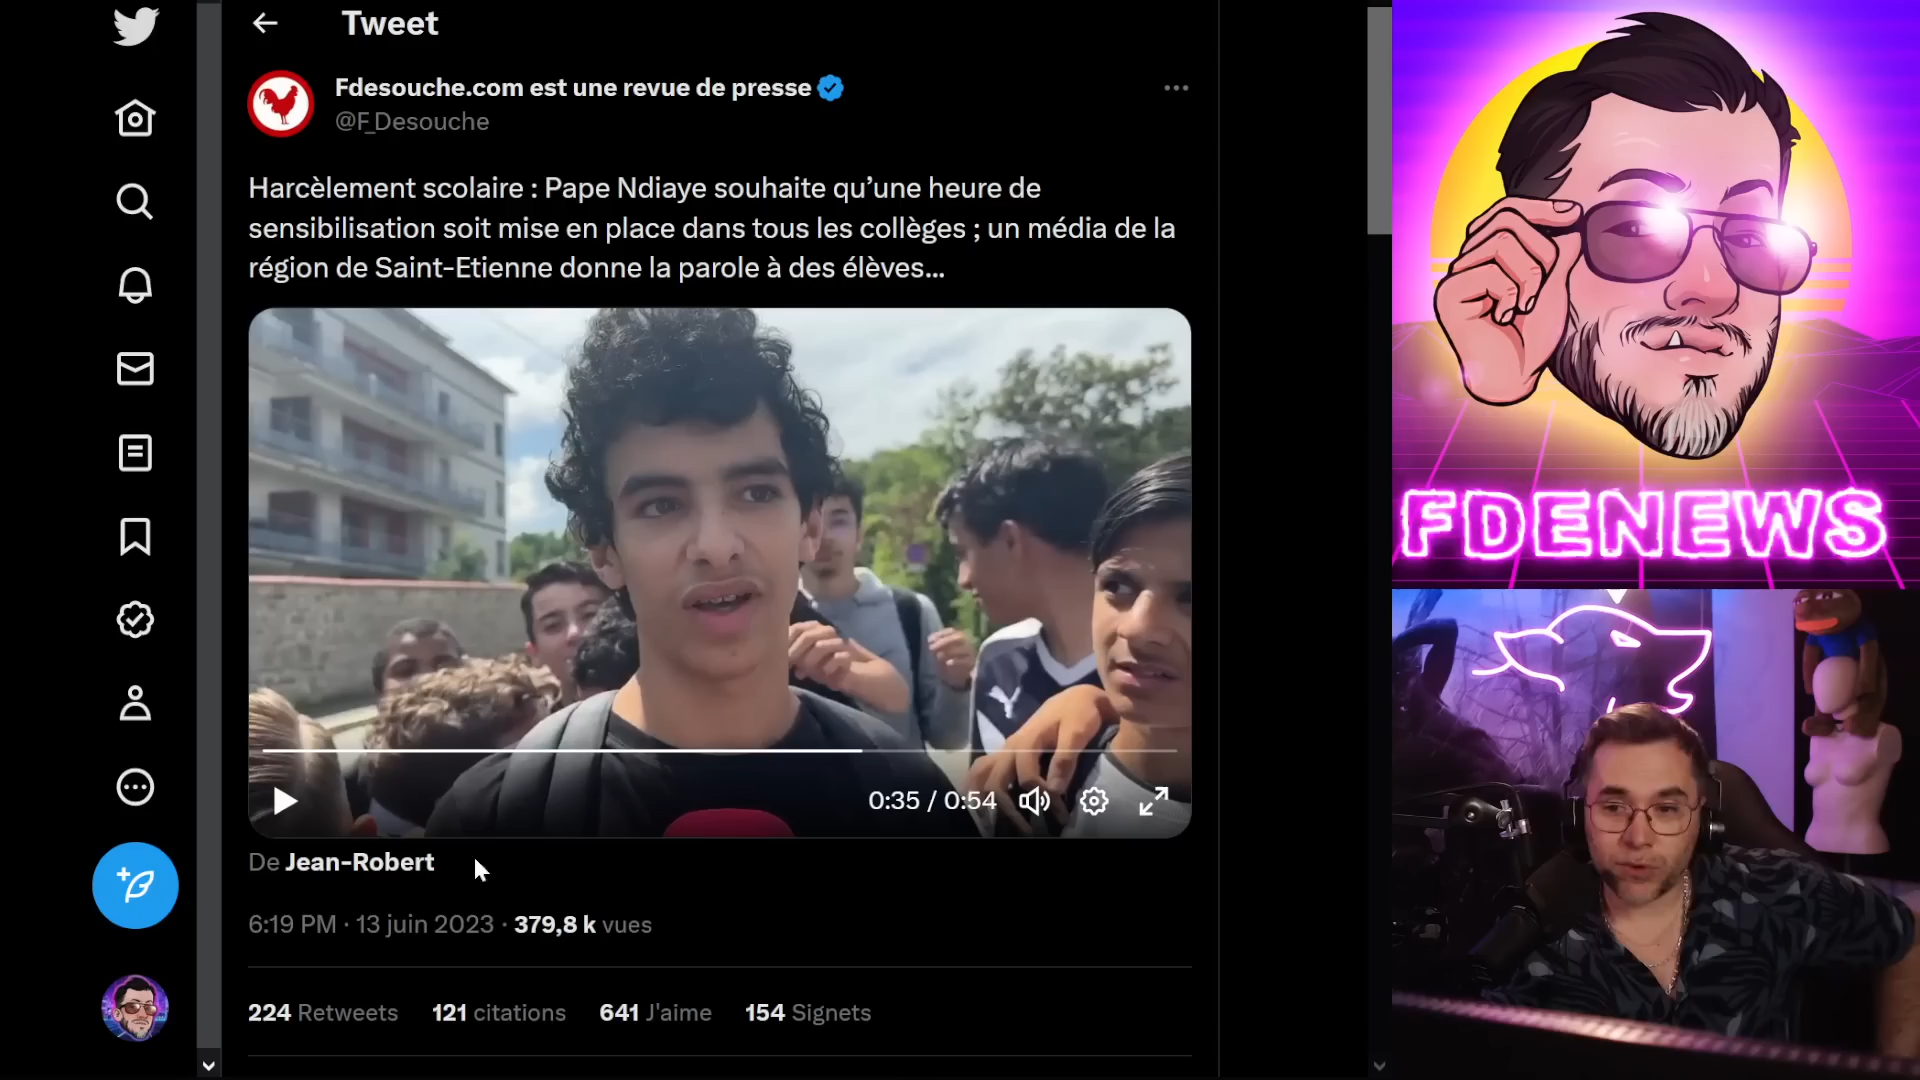 Tweet
Fdesouche.com est une revue de presse
@F_Desouche
Harcèlement scolaire : Pape Ndiaye souhaite qu’une heure de
sensibilisation soit mise en place dans tous les collèges ; un média de la
région de Saint-Etienne donne la parole à des élèves...
0:35 / 0:54
De Jean-Robert
6:19 PM · 13 juin 2023 · 379,8 k vues
224 Retweets 121 citations 641 J'aime 154 Signets
FDENEWS